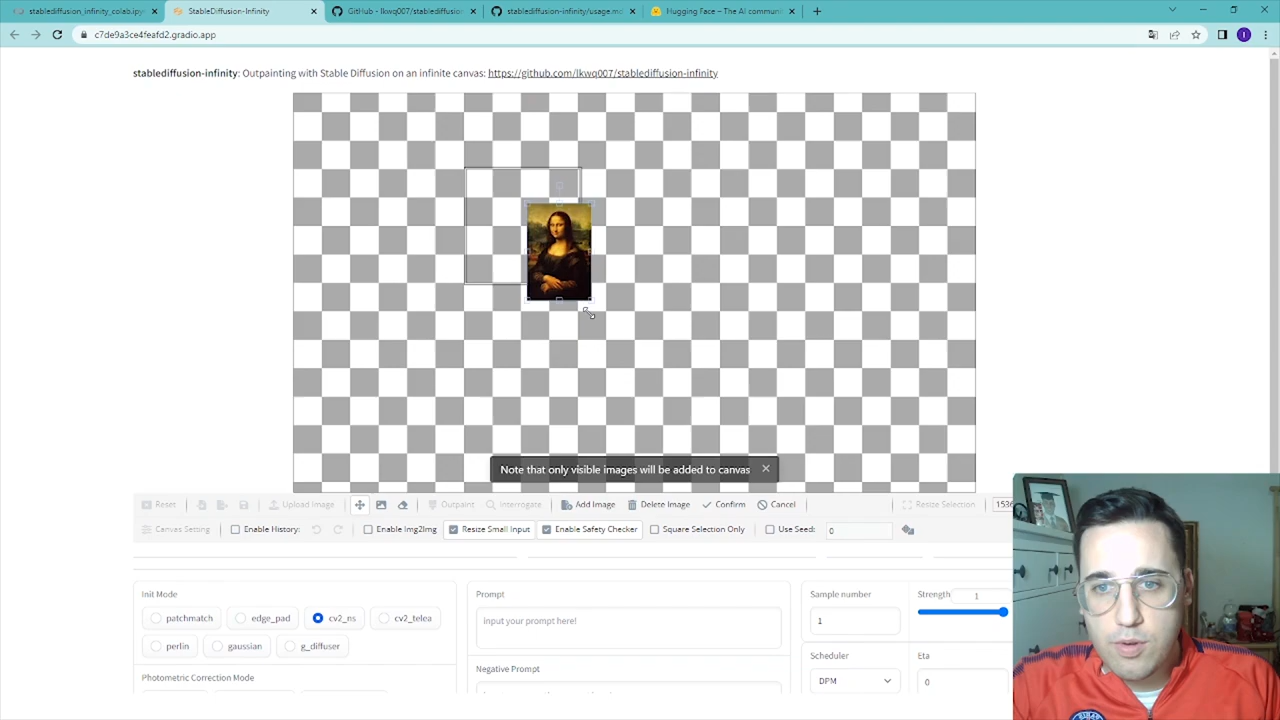 stablediffusion_infinity_colab.ipyn
StableDiffusion-Infinity
GitHub - lkwq007/stablediffusion
stablediffusion-infinity/usage.md
Hugging Face – The AI communi
c7de9a3ce4feafd2.gradio.app
stablediffusion-infinity: Outpainting with Stable Diffusion on an infinite canvas: https://github.com/lkwq007/stablediffusion-infinity
Note that only visible images will be added to canvas
Reset Upload Image Outpaint Interrogate Add Image Delete Image Confirm Cancel Resize Selection 1536
Canvas Setting Enable History: Enable Img2Img Resize Small Input Enable Safety Checker Square Selection Only Use Seed: 0
Init Mode
patchmatch edge_pad cv2_ns cv2_telea
perlin gaussian g_diffuser
Photometric Correction Mode
Prompt
input your prompt here!
Negative Prompt
Sample number
1
Strength 1
Scheduler
DPM
Eta
0